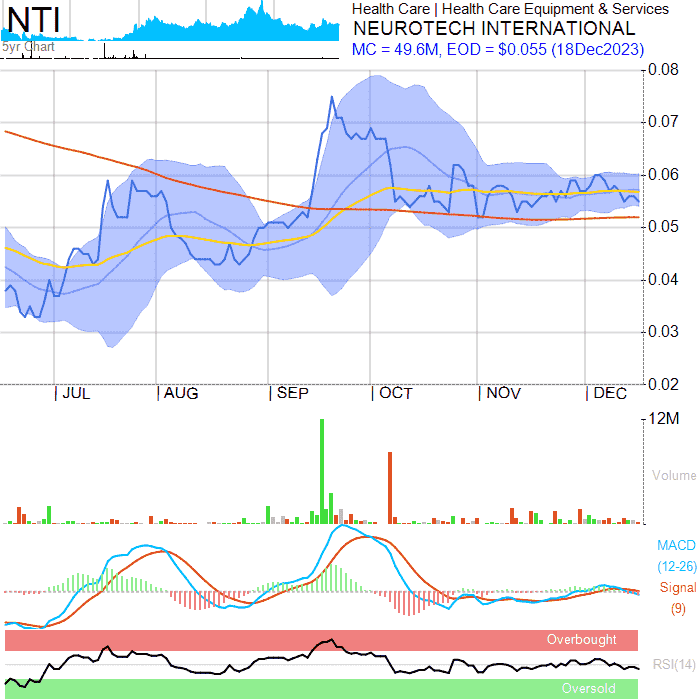 NTI
5yr Chart
Health Care | Health Care Equipment & Services
NEUROTECH INTERNATIONAL
MC = 49.6M, EOD = $0.055 (18Dec2023)
0.08
0.07
0.06
0.05
0.04
0.03
0.02
| JUL | AUG | SEP | OCT | NOV | DEC
12M
Volume
MACD
(12-26)
Signal
(9)
Overbought
RSI(14)
Oversold